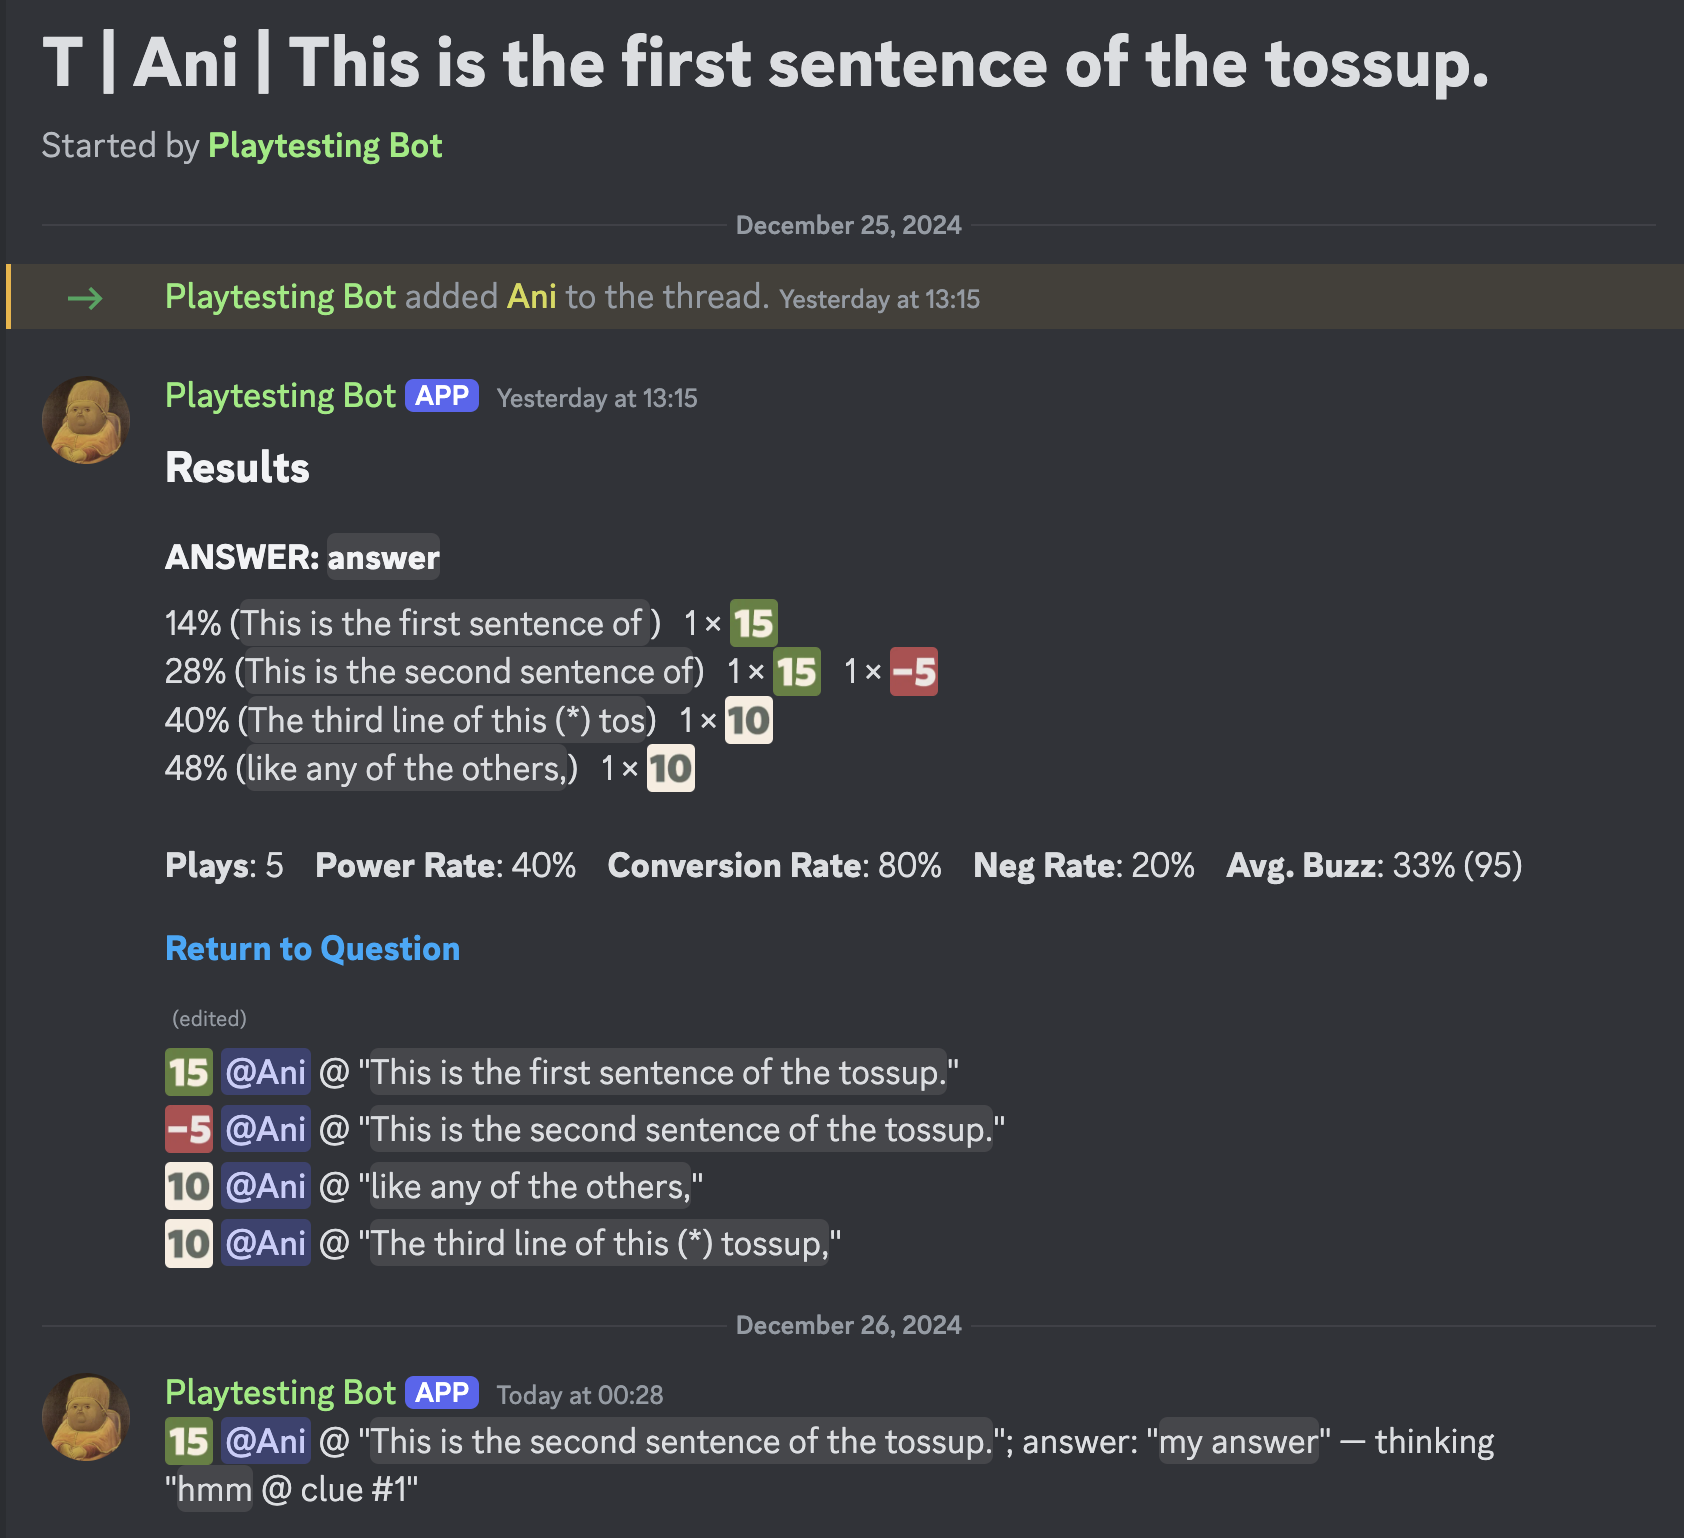 T | Ani | This is the first sentence of the tossup.
Started by Playtesting Bot
December 25, 2024
→ Playtesting Bot added Ani to the thread. Yesterday at 13:15
Playtesting Bot APP Yesterday at 13:15
Results
ANSWER: answer
14% (This is the first sentence of ) 1 × 15
28% (This is the second sentence of) 1 × 15 1 × −5
40% (The third line of this (*) tos) 1 × 10
48% (like any of the others,) 1 × 10
Plays: 5 Power Rate: 40% Conversion Rate: 80% Neg Rate: 20% Avg. Buzz: 33% (95)
Return to Question
(edited)
15 @Ani @ "This is the first sentence of the tossup."
−5 @Ani @ "This is the second sentence of the tossup."
10 @Ani @ "like any of the others,"
10 @Ani @ "The third line of this (*) tossup,"
December 26, 2024
Playtesting Bot APP Today at 00:28
15 @Ani @ "This is the second sentence of the tossup."; answer: "my answer" — thinking
"hmm @ clue #1"